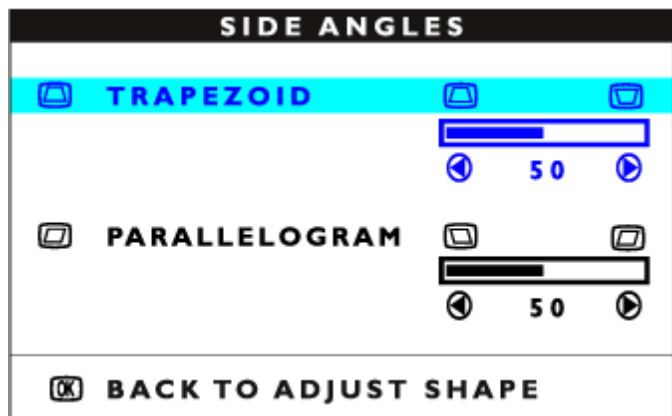 SIDE ANGLES
TRAPEZOID
50
PARALLELOGRAM
50
OK BACK TO ADJUST SHAPE